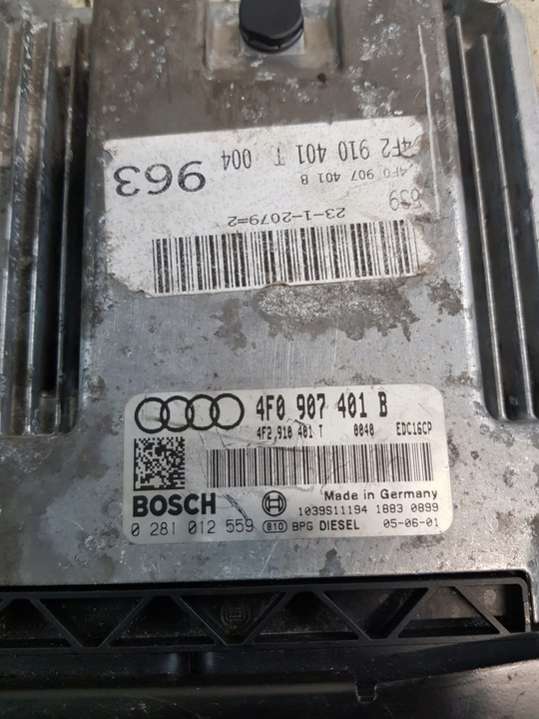 4F2 910 401 T 004
4F0 907 401 B
963
639
23-1-2079=2
4F0 907 401 B
4F2 910 401 T 0040 EDC16CP
BOSCH
Made in Germany
1039S11194 1883 0899
0 281 012 559 810 BPG DIESEL 05-06-01